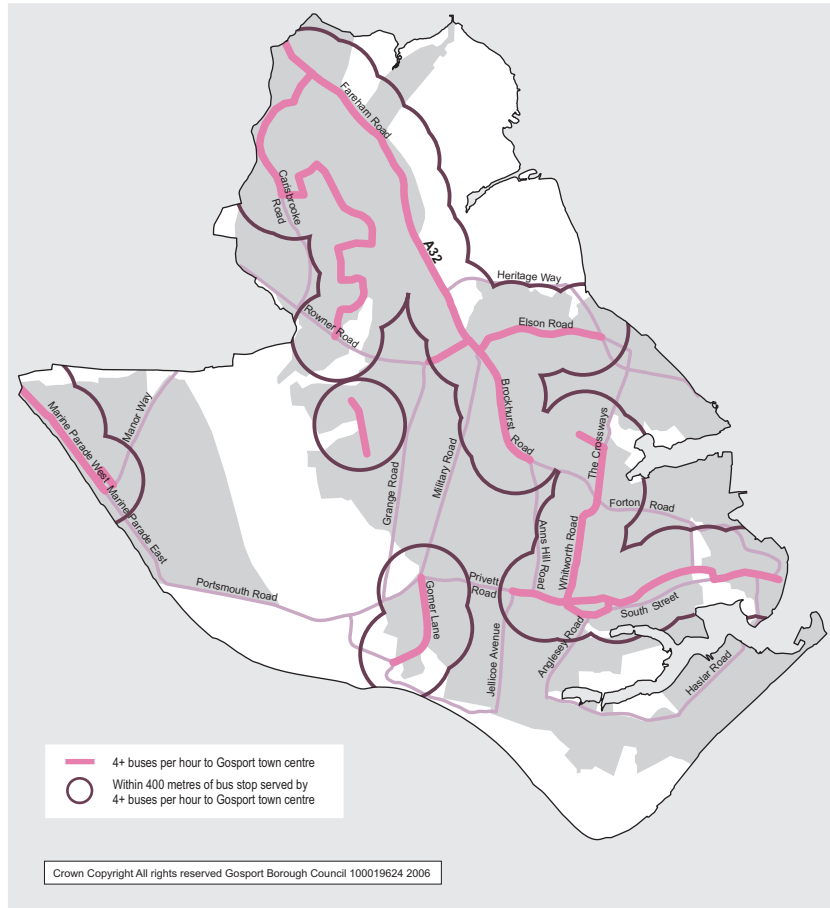 Fareham Road
Carisbrooke
Road
A32
Heritage Way
Rowner Road
Elson Road
Brockhurst
Road
Marine Parade West
Manor Way
Marine Parade East
The Crossways
Grange Road
Military Road
Forton Road
Anns Hill Road
Whitworth Road
Portsmouth Road
Privett
Road
Gomer Lane
South Street
Jellicoe Avenue
Anglesey Road
Haslar Road
4+ buses per hour to Gosport town centre
Within 400 metres of bus stop served by
4+ buses per hour to Gosport town centre
Crown Copyright All rights reserved Gosport Borough Council 100019624 2006